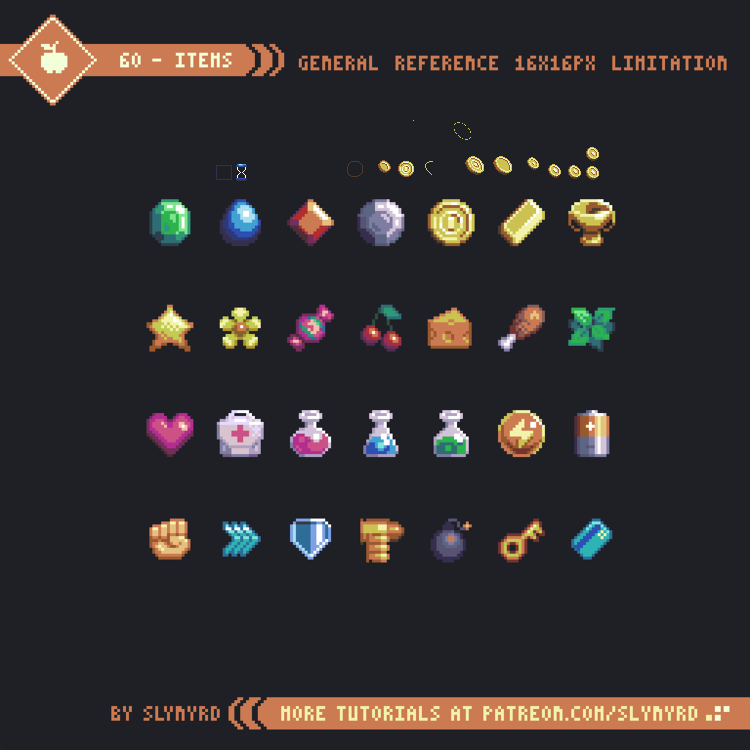 60 - ITEMS
GENERAL REFERENCE 16X16PX LIMITATION
BY SLYNYRD
MORE TUTORIALS AT PATREON.COM/SLYNYRD